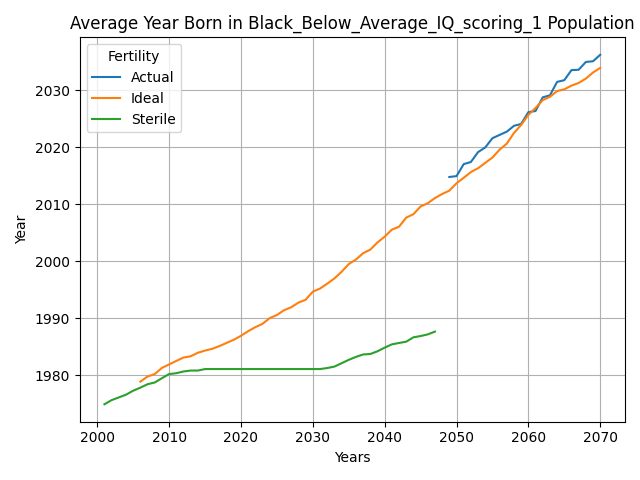 Average Year Born in Black_Below_Average_IQ_scoring_1 Population
Fertility
Actual
Ideal
Sterile
Year
2030
2020
2010
2000
1990
1980
2000 2010 2020 2030 2040 2050 2060 2070
Years